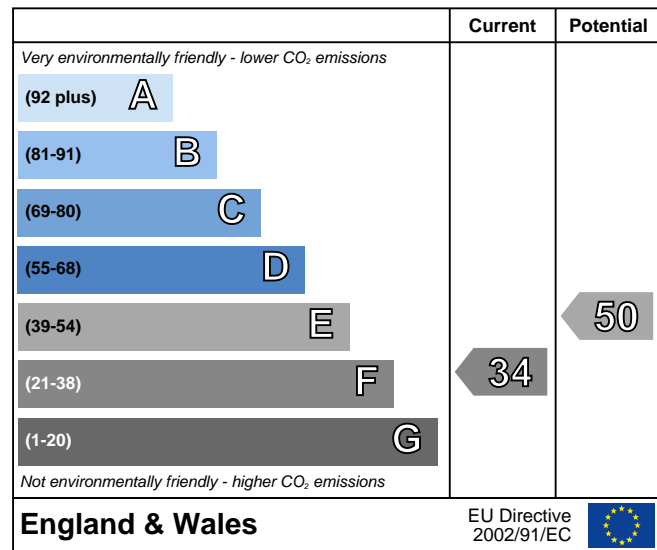 Current Potential
Very environmentally friendly - lower CO₂ emissions
(92 plus) A
(81-91) B
(69-80) C
(55-68) D
(39-54) E
50
(21-38) F
34
(1-20) G
Not environmentally friendly - higher CO₂ emissions
England & Wales
EU Directive
2002/91/EC